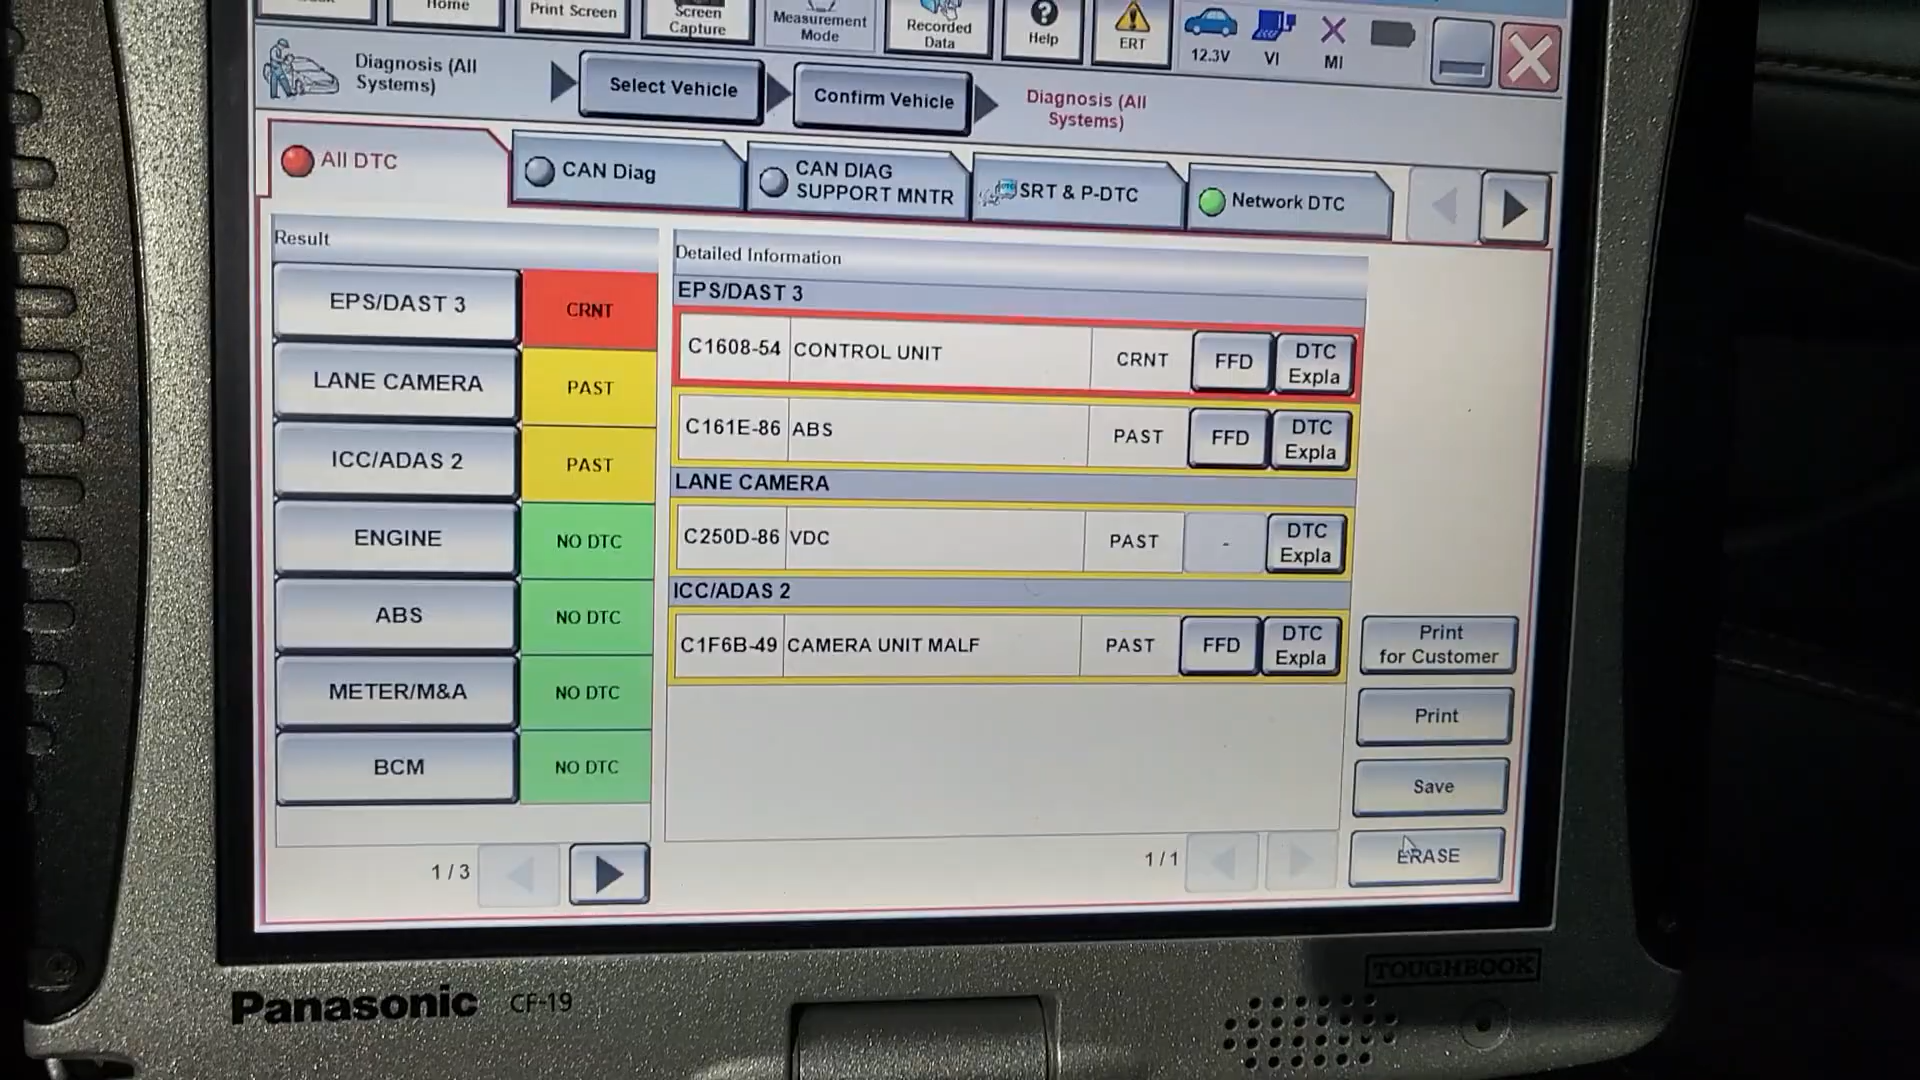 Home
Print Screen
Screen
Capture
Measurement
Mode
Recorded
Data
?
Help
ERT
12.3V
VI
MI
Diagnosis (All
Systems)
Select Vehicle
Confirm Vehicle
Diagnosis (All
Systems)
All DTC
CAN Diag
CAN DIAG
SUPPORT MNTR
SRT & P-DTC
Network DTC
Result
EPS/DAST 3
CRNT
LANE CAMERA
PAST
ICC/ADAS 2
PAST
ENGINE
NO DTC
ABS
NO DTC
METER/M&A
NO DTC
BCM
NO DTC
1 / 3
Detailed Information
EPS/DAST 3
C1608-54 CONTROL UNIT CRNT FFD DTC
Expla
C161E-86 ABS PAST FFD DTC
Expla
LANE CAMERA
C250D-86 VDC PAST - DTC
Expla
ICC/ADAS 2
C1F6B-49 CAMERA UNIT MALF PAST FFD DTC
Expla
1 / 1
Print
for Customer
Print
Save
ERASE
TOUGHBOOK
Panasonic CF-19